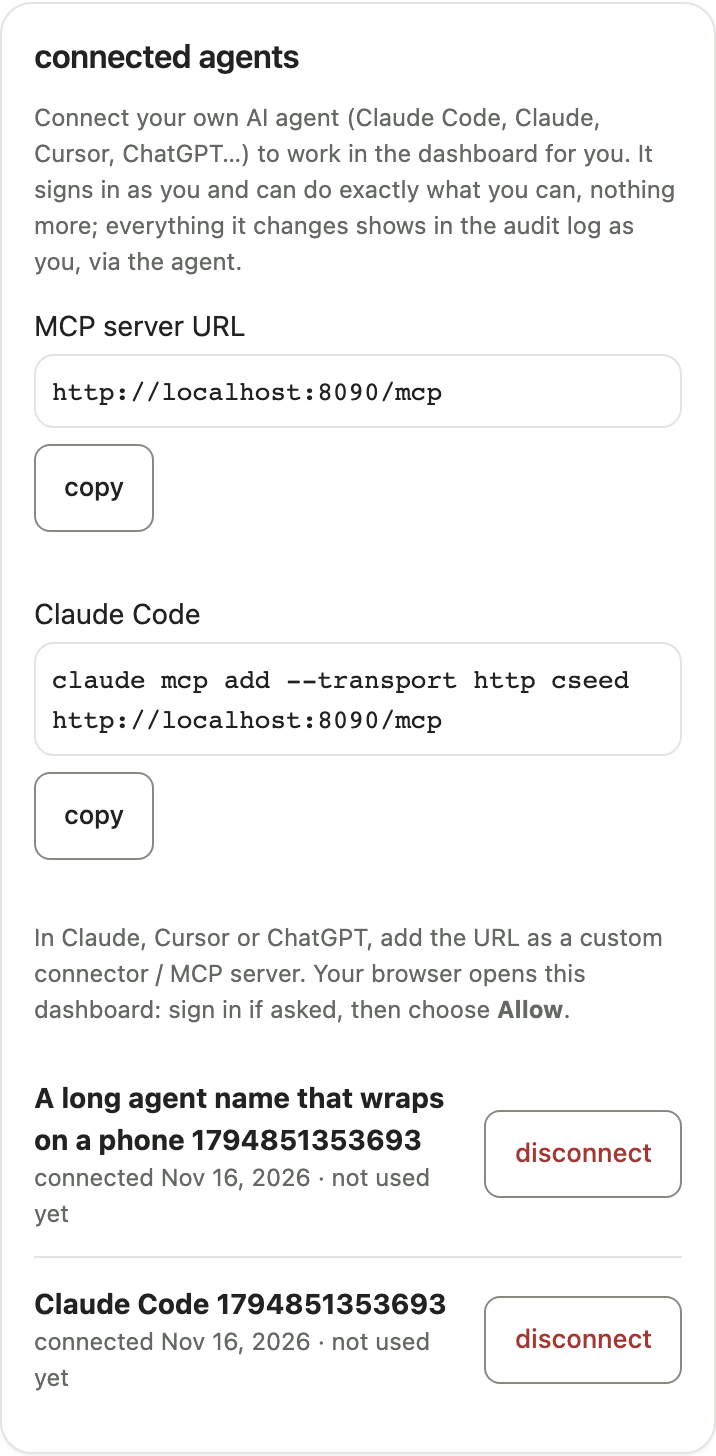 connected agents
Connect your own AI agent (Claude Code, Claude,
Cursor, ChatGPT…) to work in the dashboard for you. It
signs in as you and can do exactly what you can, nothing
more; everything it changes shows in the audit log as
you, via the agent.
MCP server URL
http://localhost:8090/mcp
copy
Claude Code
claude mcp add --transport http cseed
http://localhost:8090/mcp
copy
In Claude, Cursor or ChatGPT, add the URL as a custom
connector / MCP server. Your browser opens this
dashboard: sign in if asked, then choose Allow.
A long agent name that wraps
on a phone 1794851353693
connected Nov 16, 2026 · not used
yet
disconnect
Claude Code 1794851353693
connected Nov 16, 2026 · not used
yet
disconnect